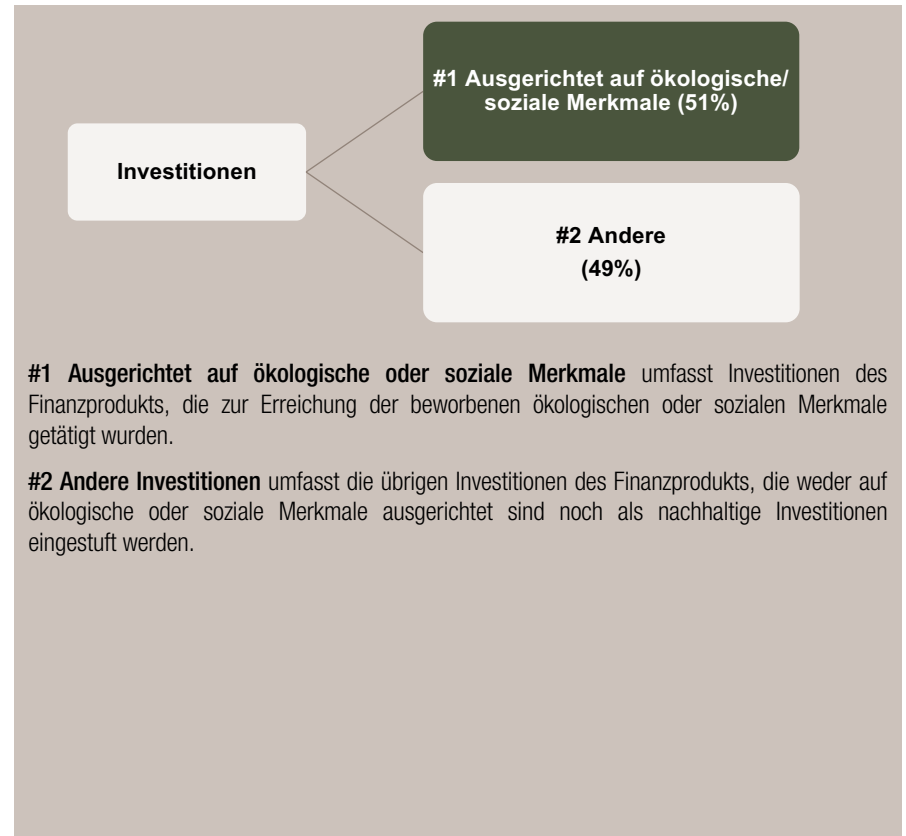 #1 Ausgerichtet auf ökologische/
soziale Merkmale (51%)
Investitionen
#2 Andere
(49%)
#1 Ausgerichtet auf ökologische oder soziale Merkmale umfasst Investitionen des
Finanzprodukts, die zur Erreichung der beworbenen ökologischen oder sozialen Merkmale
getätigt wurden.
#2 Andere Investitionen umfasst die übrigen Investitionen des Finanzprodukts, die weder auf
ökologische oder soziale Merkmale ausgerichtet sind noch als nachhaltige Investitionen
eingestuft werden.